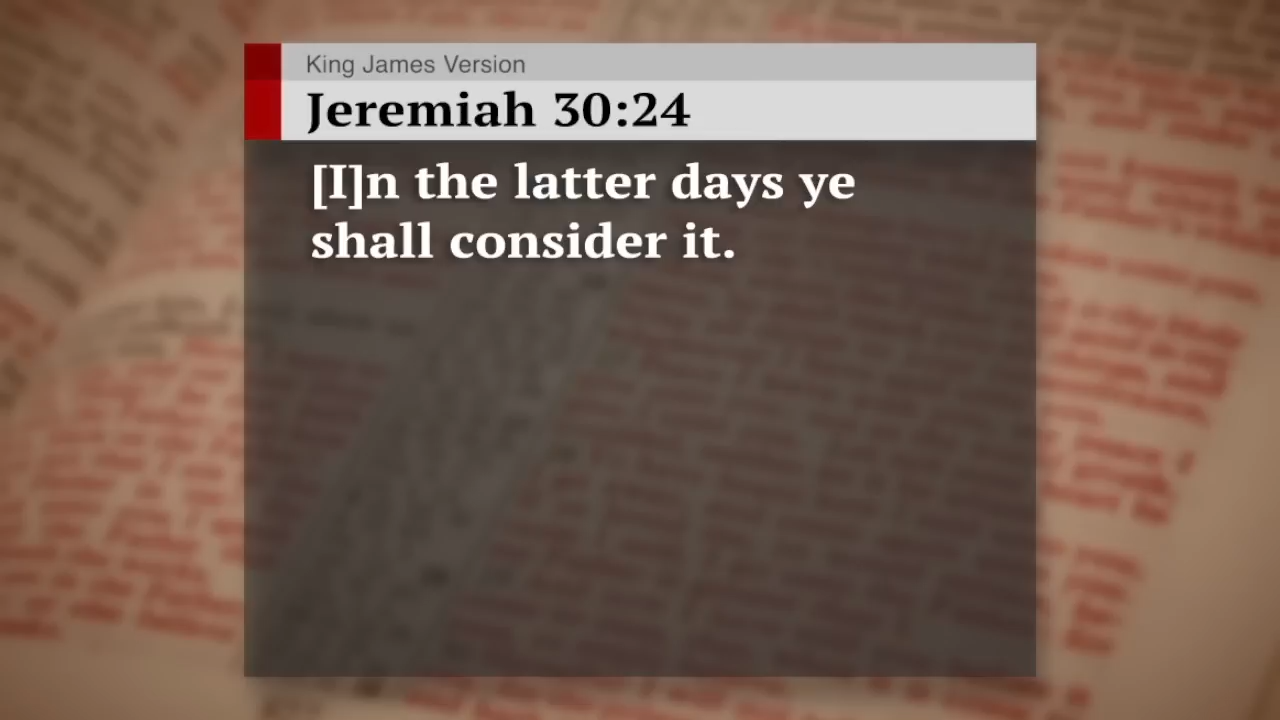 King James Version
Jeremiah 30:24
[I]n the latter days ye
shall consider it.